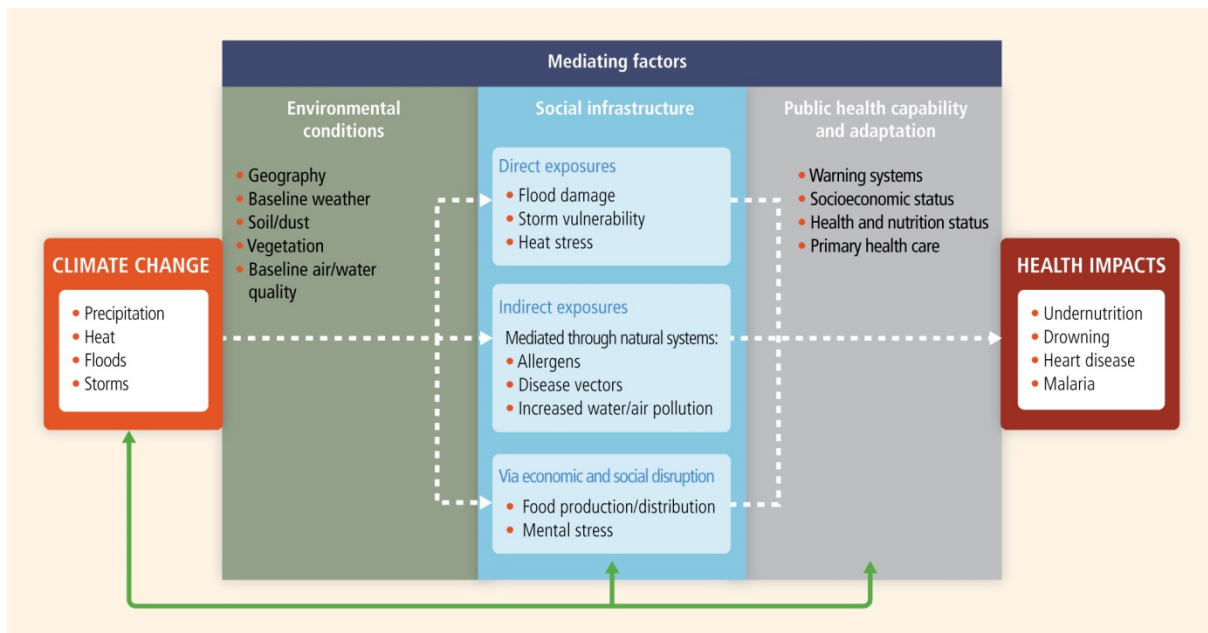 Mediating factors
Environmental
conditions
Social infrastructure
Public health capability
and adaptation
CLIMATE CHANGE
• Precipitation
• Heat
• Floods
• Storms
• Geography
• Baseline weather
• Soil/dust
• Vegetation
• Baseline air/water
quality
Direct exposures
• Flood damage
• Storm vulnerability
• Heat stress
Indirect exposures
Mediated through natural systems:
• Allergens
• Disease vectors
• Increased water/air pollution
Via economic and social disruption
• Food production/distribution
• Mental stress
• Warning systems
• Socioeconomic status
• Health and nutrition status
• Primary health care
HEALTH IMPACTS
• Undernutrition
• Drowning
• Heart disease
• Malaria